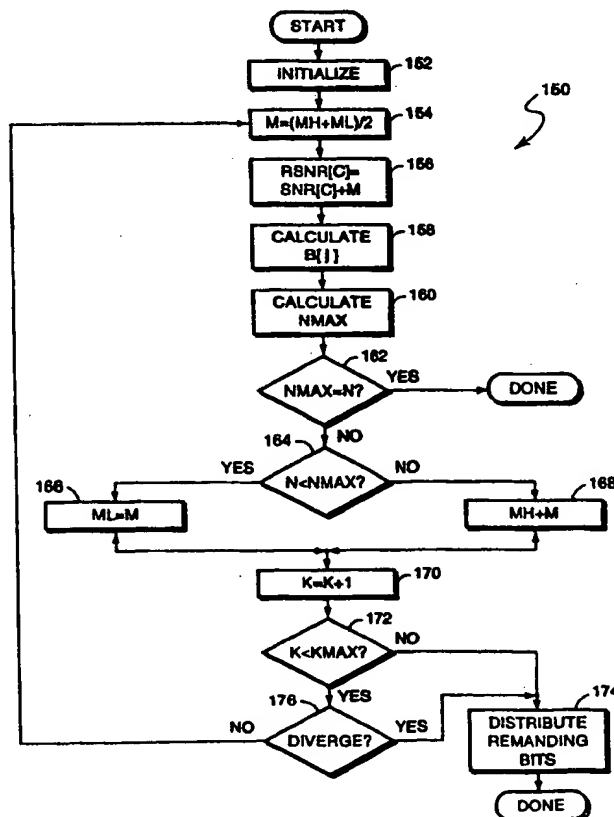 START
INITIALIZE
152
150
M=(MH+ML)/2
154
RSNR[C]=
SNR[C]+M
156
CALCULATE
B[ ]
158
CALCULATE
NMAX
160
162
NMAX=N?
YES
DONE
NO
164
N<NMAX?
YES
NO
166
ML=M
168
MH+M
K=K+1
170
172
K<KMAX?
NO
YES
176
DIVERGE?
NO
YES
174
DISTRIBUTE
REMANDING
BITS
DONE